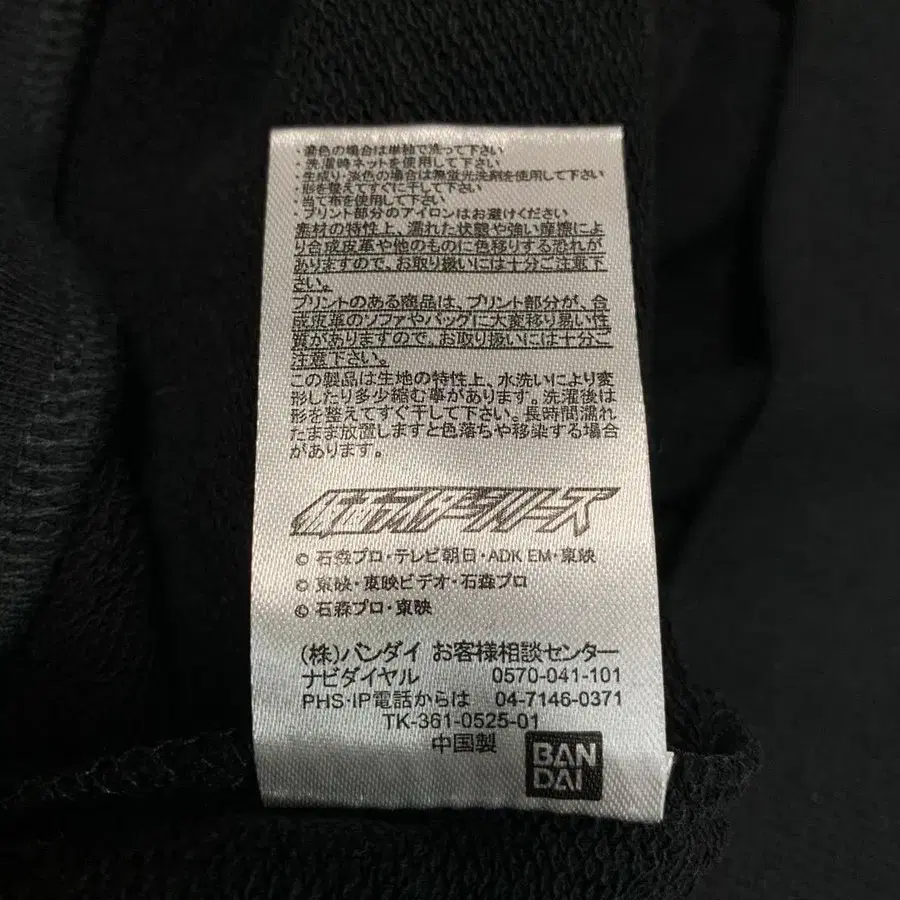 ・着色の場合は単独で洗って下さい
・洗濯時ネットを使用して下さい
・生成り・淡色の場合は無蛍光洗剤を使用して下さい
・形を整えてすぐに干して下さい
・当て布を使用して下さい
・プリント部分のアイロンはお避けください
素材の特性上、濡れた状態や強い摩擦によ
り合成皮革や他のものに色移りする恐れが
ありますので、お取り扱いには十分ご注意下
さい。
プリントのある商品は、プリント部分が、合
成皮革のソファやバッグに大変移り易い性
質がありますので、お取り扱いには十分ご
注意下さい。
この製品は生地の特性上、水洗いにより変
形したり多少縮む事があります。洗濯後は
形を整えてすぐ干して下さい。長時間濡れ
たまま放置しますと色落ちや移染する場合
があります。
仮面ライダーシリーズ
© 石森プロ・テレビ朝日・ADK EM・東映
© 東映・東映ビデオ・石森プロ
© 石森プロ・東映
(株)バンダイ お客様相談センター
ナビダイヤル 0570-041-101
PHS・IP電話からは 04-7146-0371
TK-361-0525-01
中国製
BAN
DAI